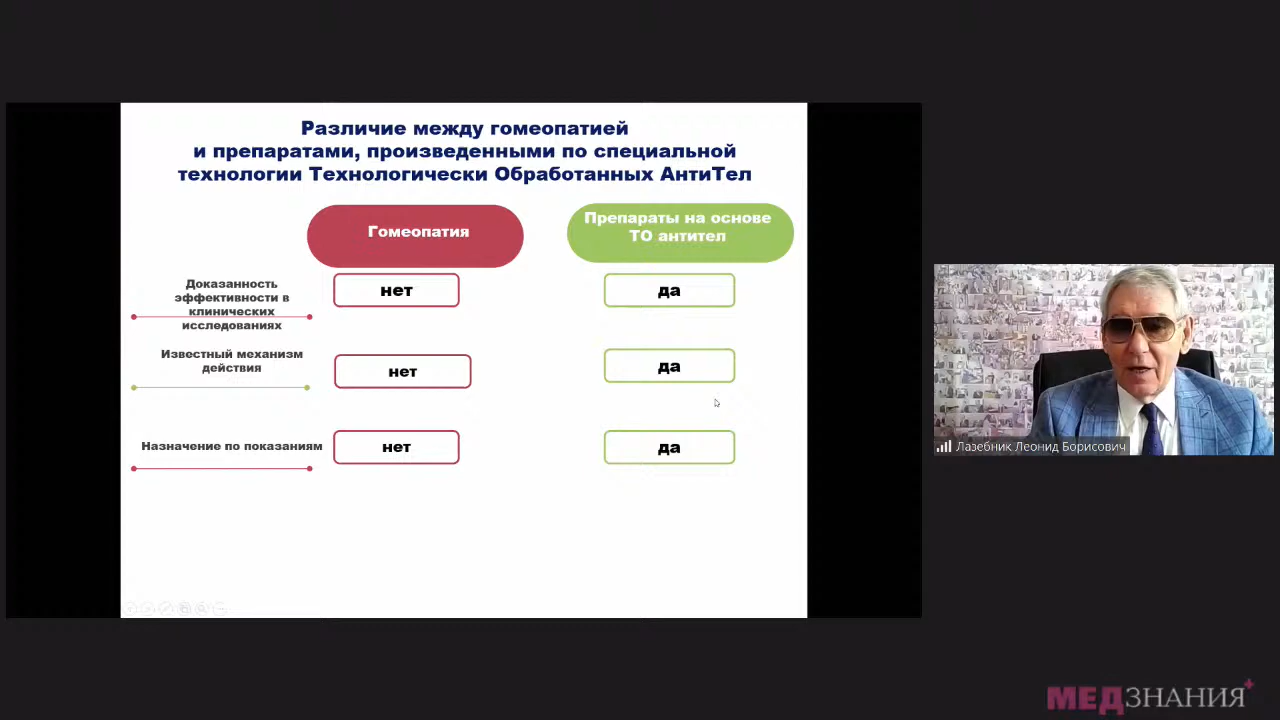 Различие между гомеопатией
и препаратами, произведенными по специальной
технологии Технологически Обработанных АнтиТел
Гомеопатия
Препараты на основе
ТО антител
Доказанность
эффективности в
клинических
исследованиях
нет
да
Известный механизм
действия
нет
да
Назначение по показаниям
нет
да
Лазебник Леонид Борисович
МЕДЗНАНИЯ+